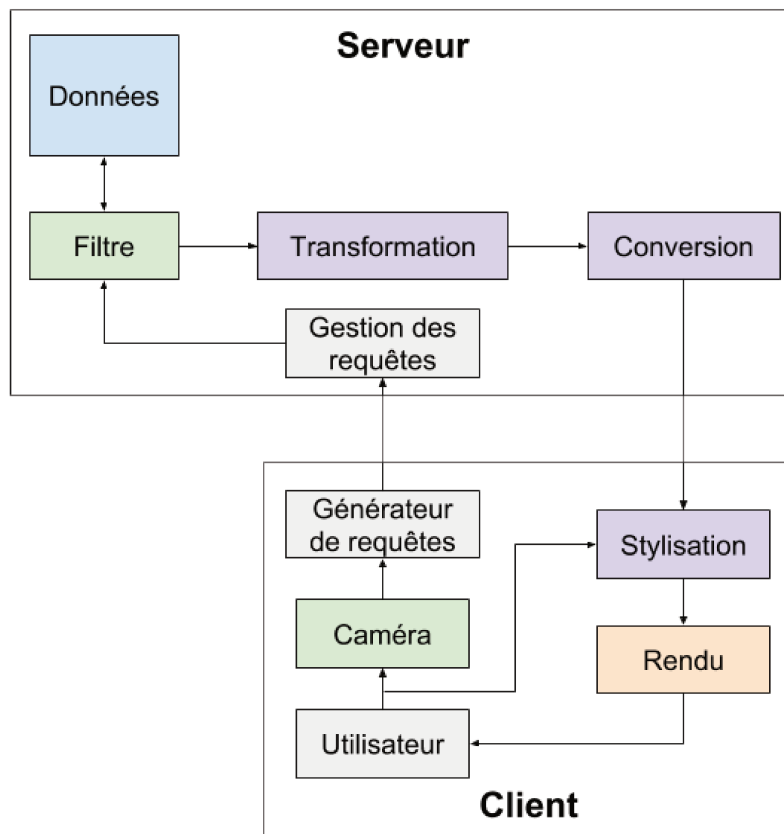 Serveur
Données
Filtre
Transformation
Conversion
Gestion des
requêtes
Générateur
de requêtes
Stylisation
Caméra
Rendu
Utilisateur
Client